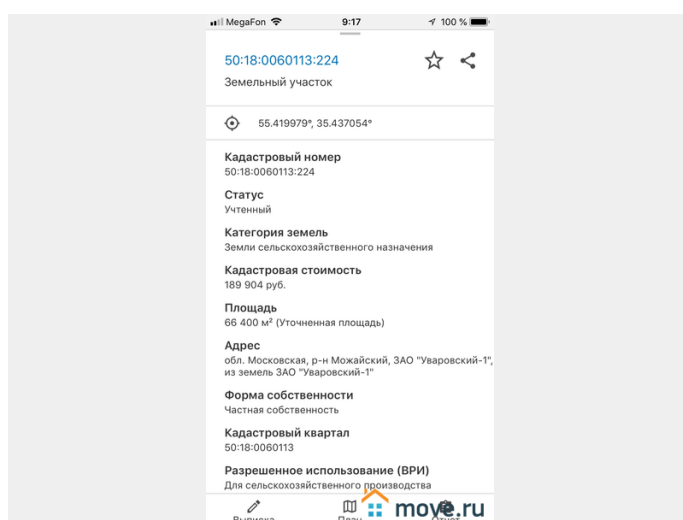 MegaFon 9:17 100 %
50:18:0060113:224
Земельный участок
55.419979°, 35.437054°
Кадастровый номер
50:18:0060113:224
Статус
Учтенный
Категория земель
Земли сельскохозяйственного назначения
Кадастровая стоимость
189 904 руб.
Площадь
66 400 м² (Уточненная площадь)
Адрес
обл. Московская, р-н Можайский, ЗАО "Уваровский-1",
из земель ЗАО "Уваровский-1"
Форма собственности
Частная собственность
Кадастровый квартал
50:18:0060113
Разрешенное использование (ВРИ)
Для сельскохозяйственного производства
move.ru
Выписка План Отчет